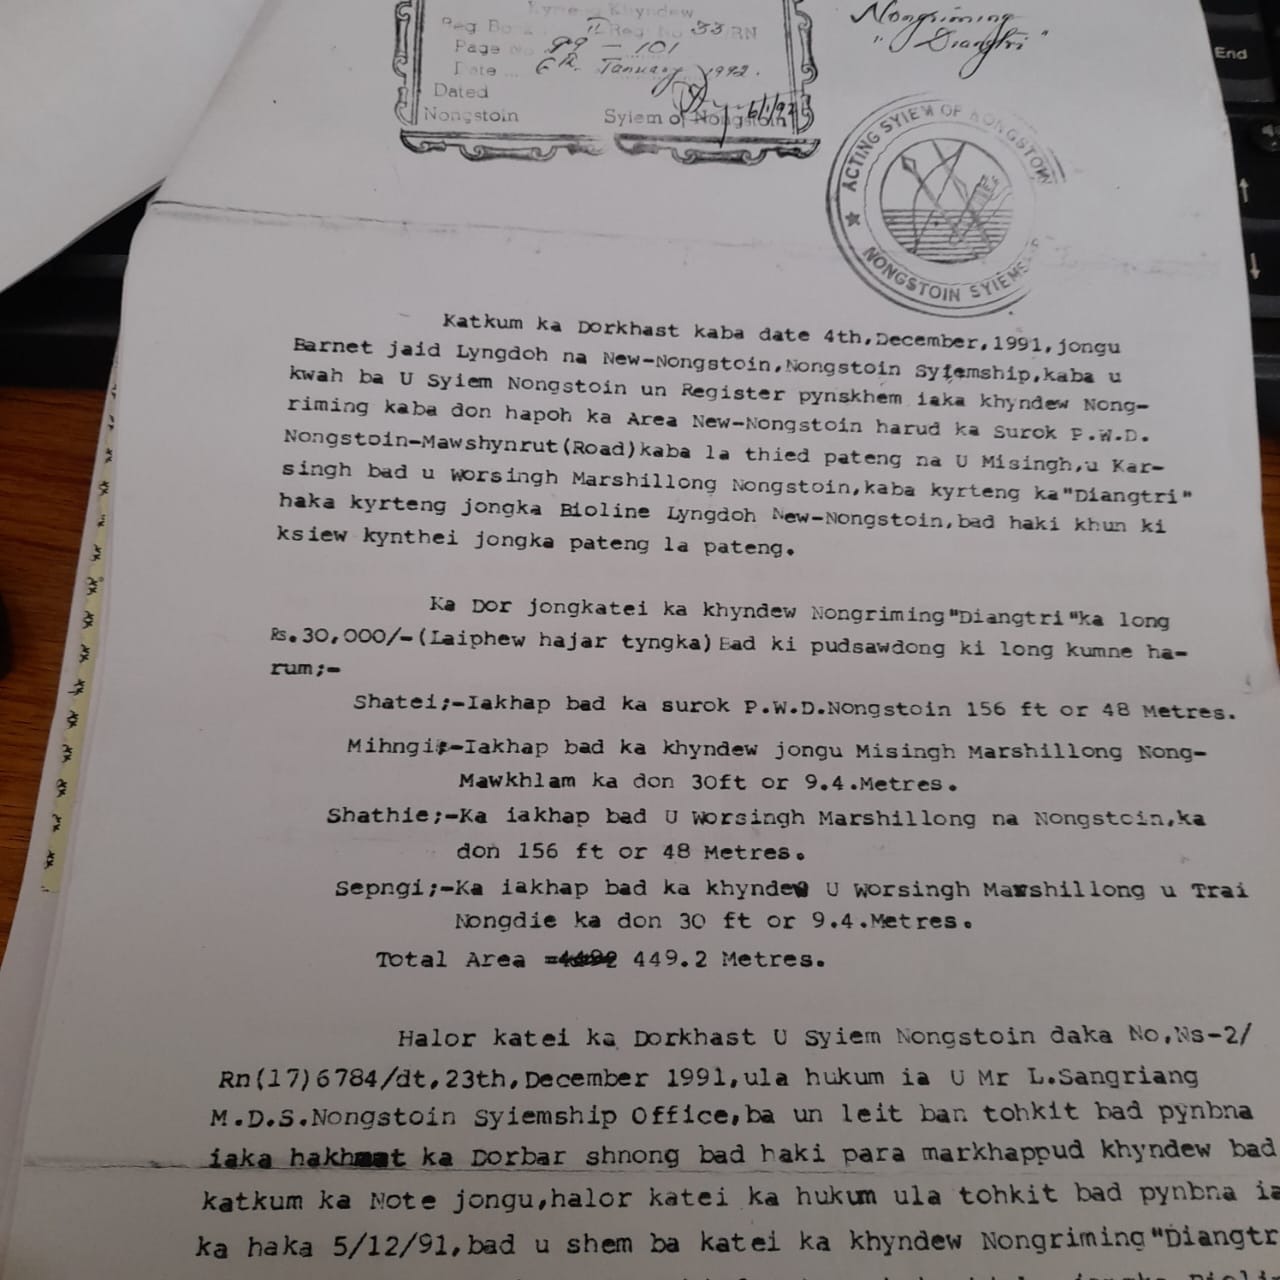 Kyrteng Khyndew
Reg. Book II Reg. No 33/RN
Page No 99 - 101
Date 6th January 1992.
Dated 6/1/92
Nongstoin Syiem of Nongstoin
Nongriming
"Diangtri"
ACTING SYIEM OF NONGSTOIN
NONGSTOIN SYIEMSHIP
End
Katkum ka Dorkhast kaba date 4th,December,1991,jongu
Barnet jaid Lyngdoh na New-Nongstoin,Nongstoin Syiemship,kaba u
kwah ba U Syiem Nongstoin un Register pynskhem iaka khyndew Nong-
riming kaba don hapoh ka Area New-Nongstoin harud ka Surok P.W.D.
Nongstoin-Mawshynrut(Road)kaba la thied pateng na U Misingh,u Kar-
singh bad u Worsingh Marshillong Nongstoin,kaba kyrteng ka"Diangtri"
haka kyrteng jongka Bioline Lyngdoh New-Nongstoin,bad haki khun ki
ksiew kynthei jongka pateng la pateng.
Ka Dor jongkatei ka khyndew Nongriming"Diangtri"ka long
Rs.30,000/-(Laiphew hajar tyngka)Bad ki pudsawdong ki long kumne ha-
rum;-
Shatei;-Iakhap bad ka surok P.W.D.Nongstoin 156 ft or 48 Metres.
Mihngi;-Iakhap bad ka khyndew jongu Misingh Marshillong Nong-
Mawkhlam ka don 30ft or 9.4.Metres.
Shathie;-Ka iakhap bad U Worsingh Marshillong na Nongstoin,ka
don 156 ft or 48 Metres.
Sepngi;-Ka iakhap bad ka khyndew U Worsingh Marshillong u Trai
Nongdie ka don 30 ft or 9.4.Metres.
Total Area = 449.2 Metres.
Halor katei ka Dorkhast U Syiem Nongstoin daka No,Ns-2/
Rn(17)6784/dt,23th,December 1991,ula hukum ia U Mr L.Sangriang
M.D.S.Nongstoin Syiemship Office,ba un leit ban tohkit bad pynbna
iaka hakhmat ka Dorbar shnong bad haki para markhappud khyndew bad
katkum ka Note jongu,halor katei ka hukum ula tohkit bad pynbna ia
ka haka 5/12/91,bad u shem ba katei ka khyndew Nongriming"Diangtr